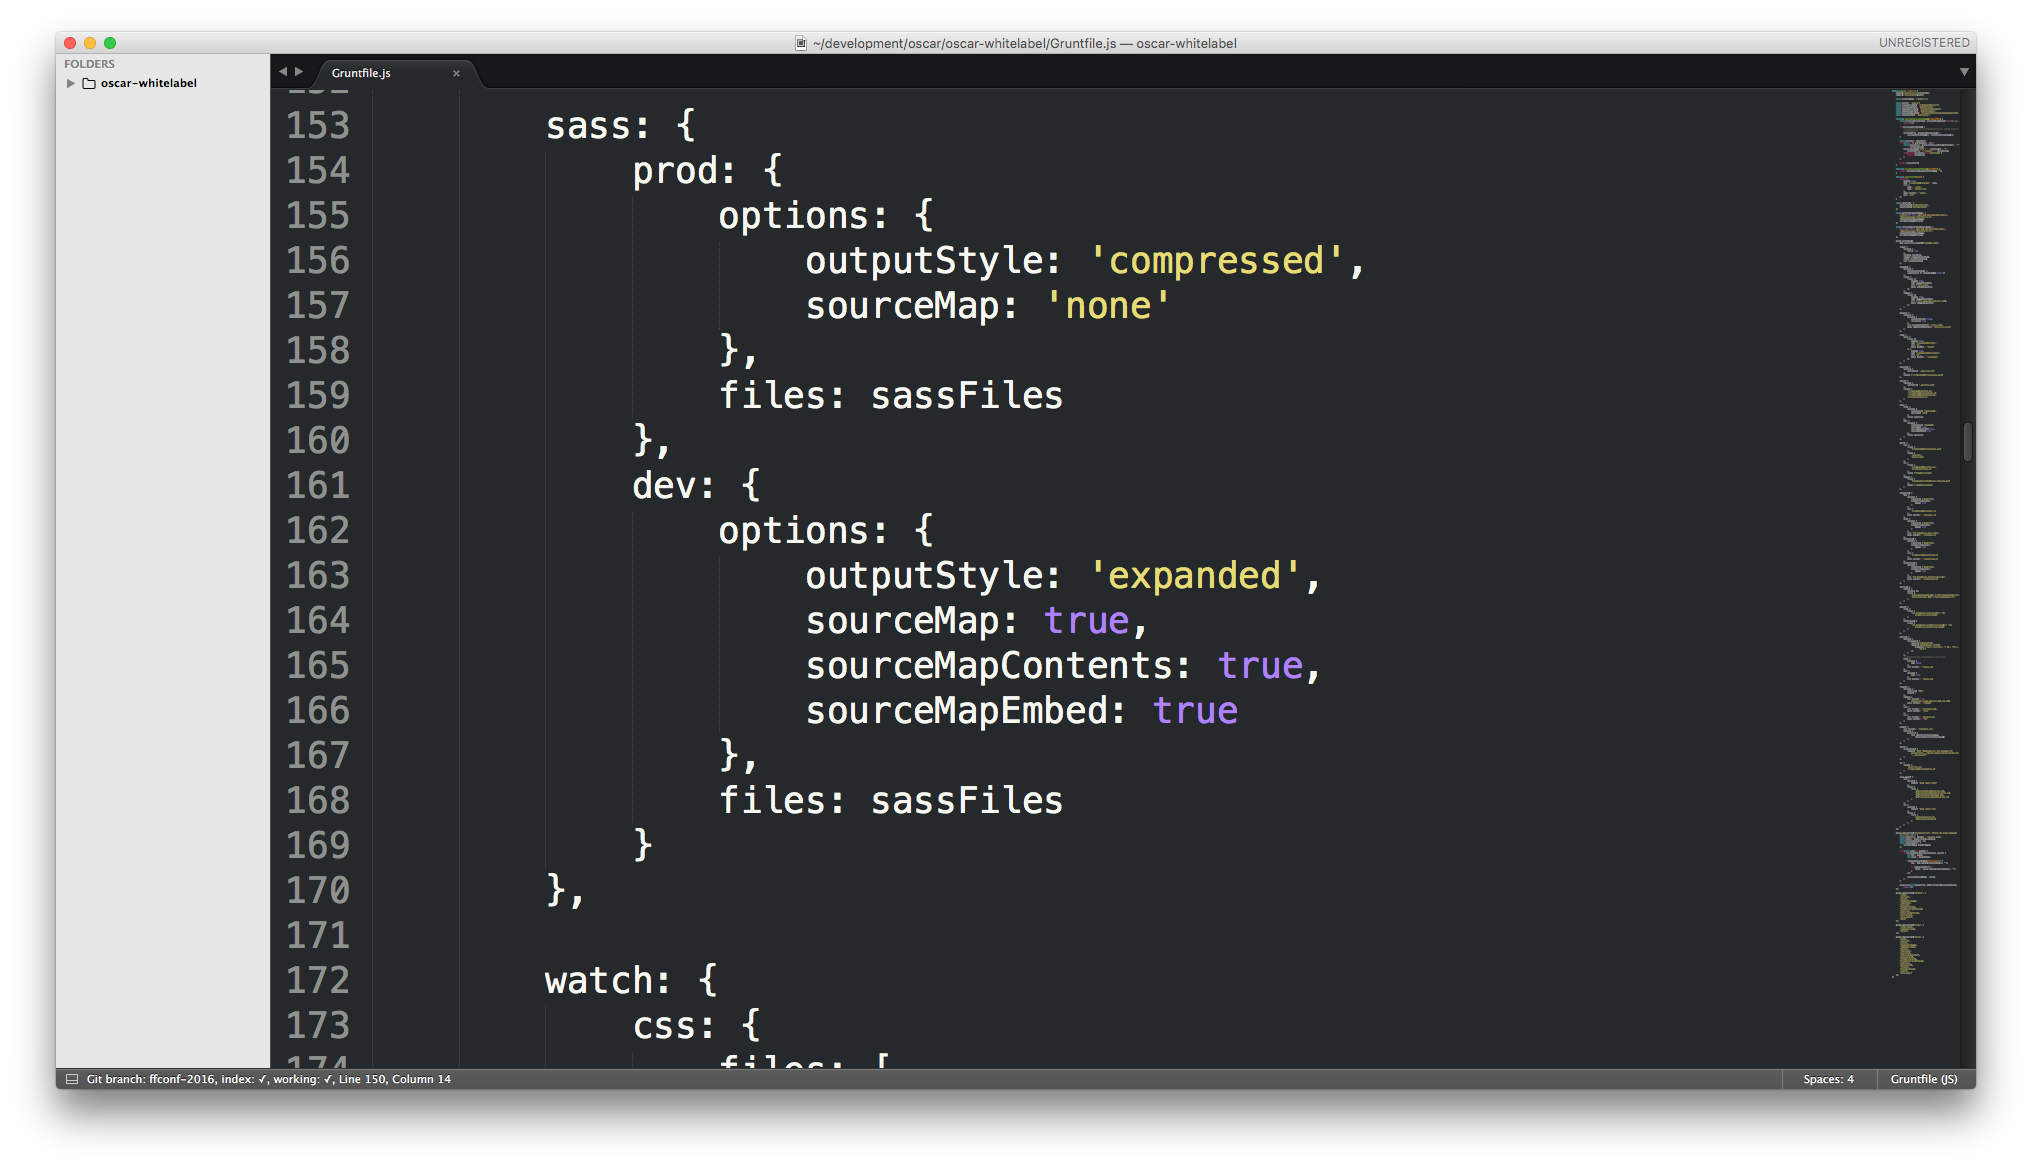 ~/development/oscar/oscar-whitelabel/Gruntfile.js — oscar-whitelabel
UNREGISTERED
FOLDERS
oscar-whitelabel
Gruntfile.js
153 sass: {
154 prod: {
155 options: {
156 outputStyle: 'compressed',
157 sourceMap: 'none'
158 },
159 files: sassFiles
160 },
161 dev: {
162 options: {
163 outputStyle: 'expanded',
164 sourceMap: true,
165 sourceMapContents: true,
166 sourceMapEmbed: true
167 },
168 files: sassFiles
169 }
170 },
171
172 watch: {
173 css: {
174 files: [
Git branch: ffconf-2016, index: ✓, working: ✓, Line 150, Column 14
Spaces: 4
Gruntfile (JS)